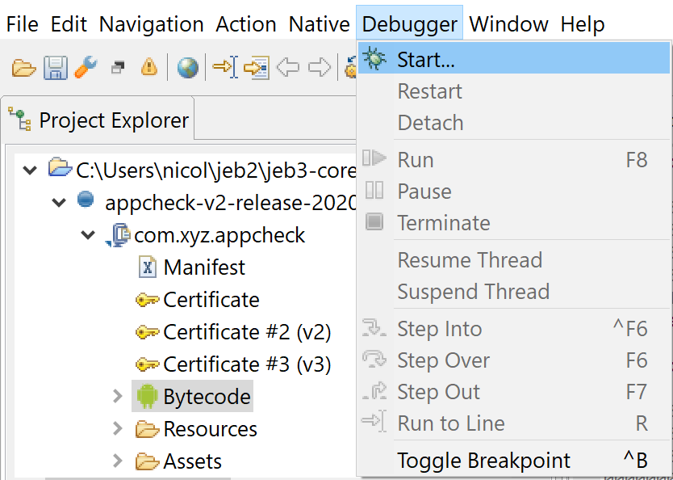 File Edit Navigation Action Native Debugger Window Help
Start...
Restart
Project Explorer
Detach
C:\Users\nicol\jeb2\jeb3-core
Run F8
appcheck-v2-release-2020
Pause
com.xyz.appcheck
Terminate
Manifest
Resume Thread
Certificate
Suspend Thread
Certificate #2 (v2)
Step Into ^F6
Certificate #3 (v3)
Step Over F6
Bytecode
Step Out F7
Resources
Run to Line R
Assets
Toggle Breakpoint ^B